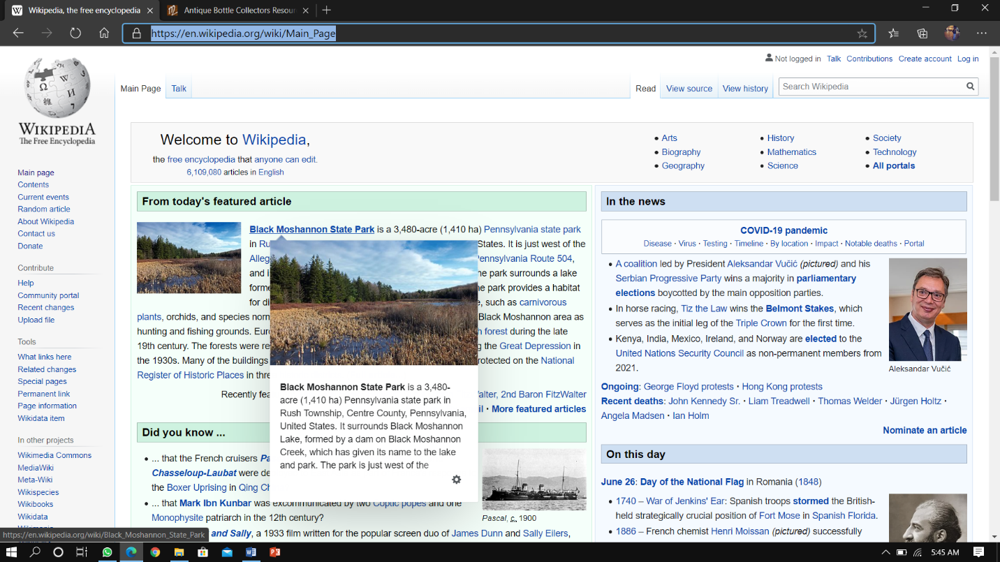 Wikipedia, the free encyclopedia
Antique Bottle Collectors Resour
https://en.wikipedia.org/wiki/Main_Page
Not logged in Talk Contributions Create account Log in
Main Page Talk
Read View source View history
Search Wikipedia
WIKIPEDIA
The Free Encyclopedia
Main page
Contents
Current events
Random article
About Wikipedia
Contact us
Donate
Contribute
Help
Community portal
Recent changes
Upload file
Tools
What links here
Related changes
Special pages
Permanent link
Page information
Wikidata item
In other projects
Wikimedia Commons
MediaWiki
Meta-Wiki
Wikispecies
Wikibooks
Wikidata
Welcome to Wikipedia,
the free encyclopedia that anyone can edit.
6,109,080 articles in English
• Arts
• Biography
• Geography
• History
• Mathematics
• Science
• Society
• Technology
• All portals
From today's featured article
Black Moshannon State Park is a 3,480-acre (1,410 ha) Pennsylvania state park
in Ru States. It is just west of the
Alleg ennsylvania Route 504,
and i he park surrounds a lake
forme e park provides a habitat
for di e, such as carnivorous
plants, orchids, and species norn Black Moshannon area as
hunting and fishing grounds. Euro n forest during the late
19th century. The forests were re g the Great Depression in
the 1930s. Many of the buildings rotected on the National
Register of Historic Places in thre
Recently fea alter, 2nd Baron FitzWalter
il · More featured articles
Black Moshannon State Park is a 3,480-
acre (1,410 ha) Pennsylvania state park in
Rush Township, Centre County, Pennsylvania,
United States. It surrounds Black Moshannon
Lake, formed by a dam on Black Moshannon
Creek, which has given its name to the lake
and park. The park is just west of the
Did you know ...
• ... that the French cruisers Pa
Chasseloup-Laubat were de
the Boxer Uprising in Qing Ch
• ... that Mark Ibn Kunbar was excommunicated by two Coptic popes and one
Monophysite patriarch in the 12th century?
and Sally, a 1933 film written for the popular screen duo of James Dunn and Sally Eilers,
Pascal, c. 1900
In the news
COVID-19 pandemic
Disease · Virus · Testing · Timeline · By location · Impact · Notable deaths · Portal
• A coalition led by President Aleksandar Vučić (pictured) and his
Serbian Progressive Party wins a majority in parliamentary
elections boycotted by the main opposition parties.
• In horse racing, Tiz the Law wins the Belmont Stakes, which
serves as the initial leg of the Triple Crown for the first time.
• Kenya, India, Mexico, Ireland, and Norway are elected to the
United Nations Security Council as non-permanent members from
2021.
Aleksandar Vučić
Ongoing: George Floyd protests · Hong Kong protests
Recent deaths: John Kennedy Sr. · Liam Treadwell · Thomas Welder · Jürgen Holtz ·
Angela Madsen · Ian Holm
Nominate an article
On this day
June 26: Day of the National Flag in Romania (1848)
• 1740 – War of Jenkins' Ear: Spanish troops stormed the British-
held strategically crucial position of Fort Mose in Spanish Florida.
• 1886 – French chemist Henri Moissan (pictured) successfully
https://en.wikipedia.org/wiki/Black_Moshannon_State_Park
5:45 AM